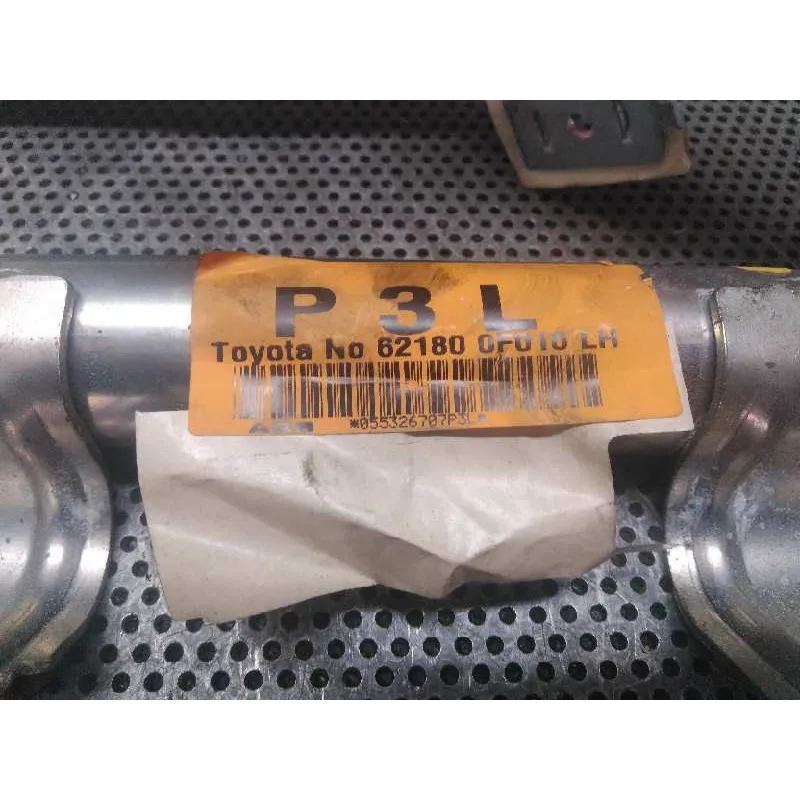 P 3 L
Toyota No 62180 0F010 LH
*055326707P3L*